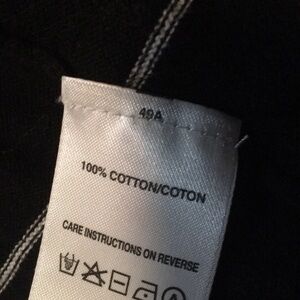 49A
100% COTTON/COTON
CARE INSTRUCTIONS ON REVERSE